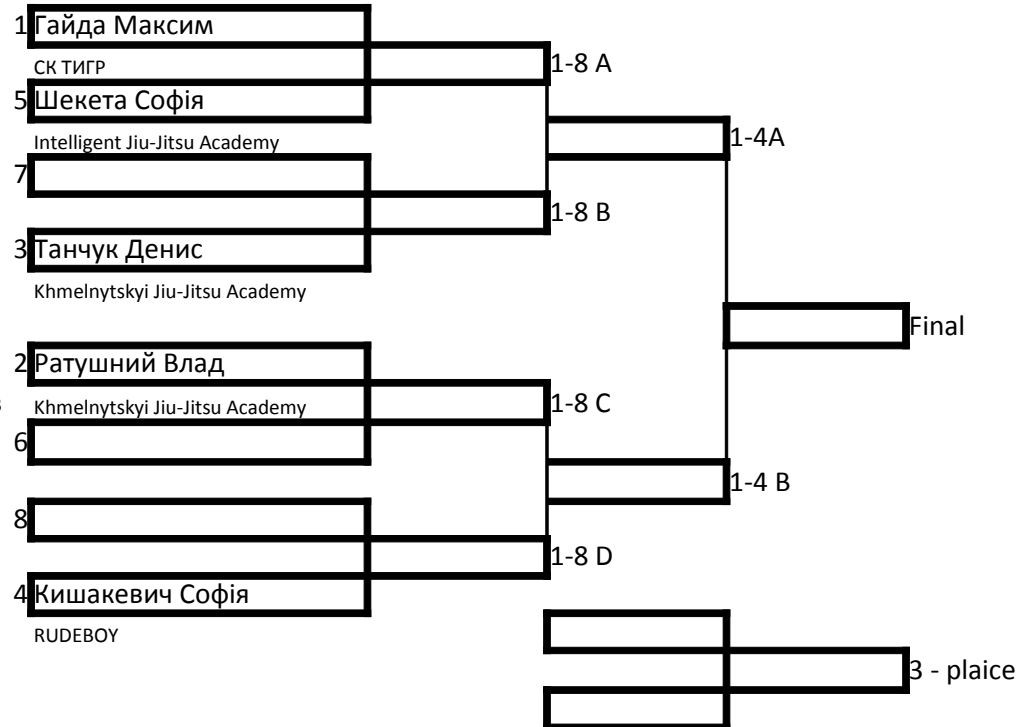 1 Гайда Максим
СК ТИГР
1-8 A
5 Шекета Софія
Intelligent Jiu-Jitsu Academy
1-4A
7
1-8 B
3 Танчук Денис
Khmelnytskyi Jiu-Jitsu Academy
Final
2 Ратушний Влад
Khmelnytskyi Jiu-Jitsu Academy
1-8 C
6
1-4 B
8
1-8 D
4 Кишакевич Софія
RUDEBOY
3 - plaice